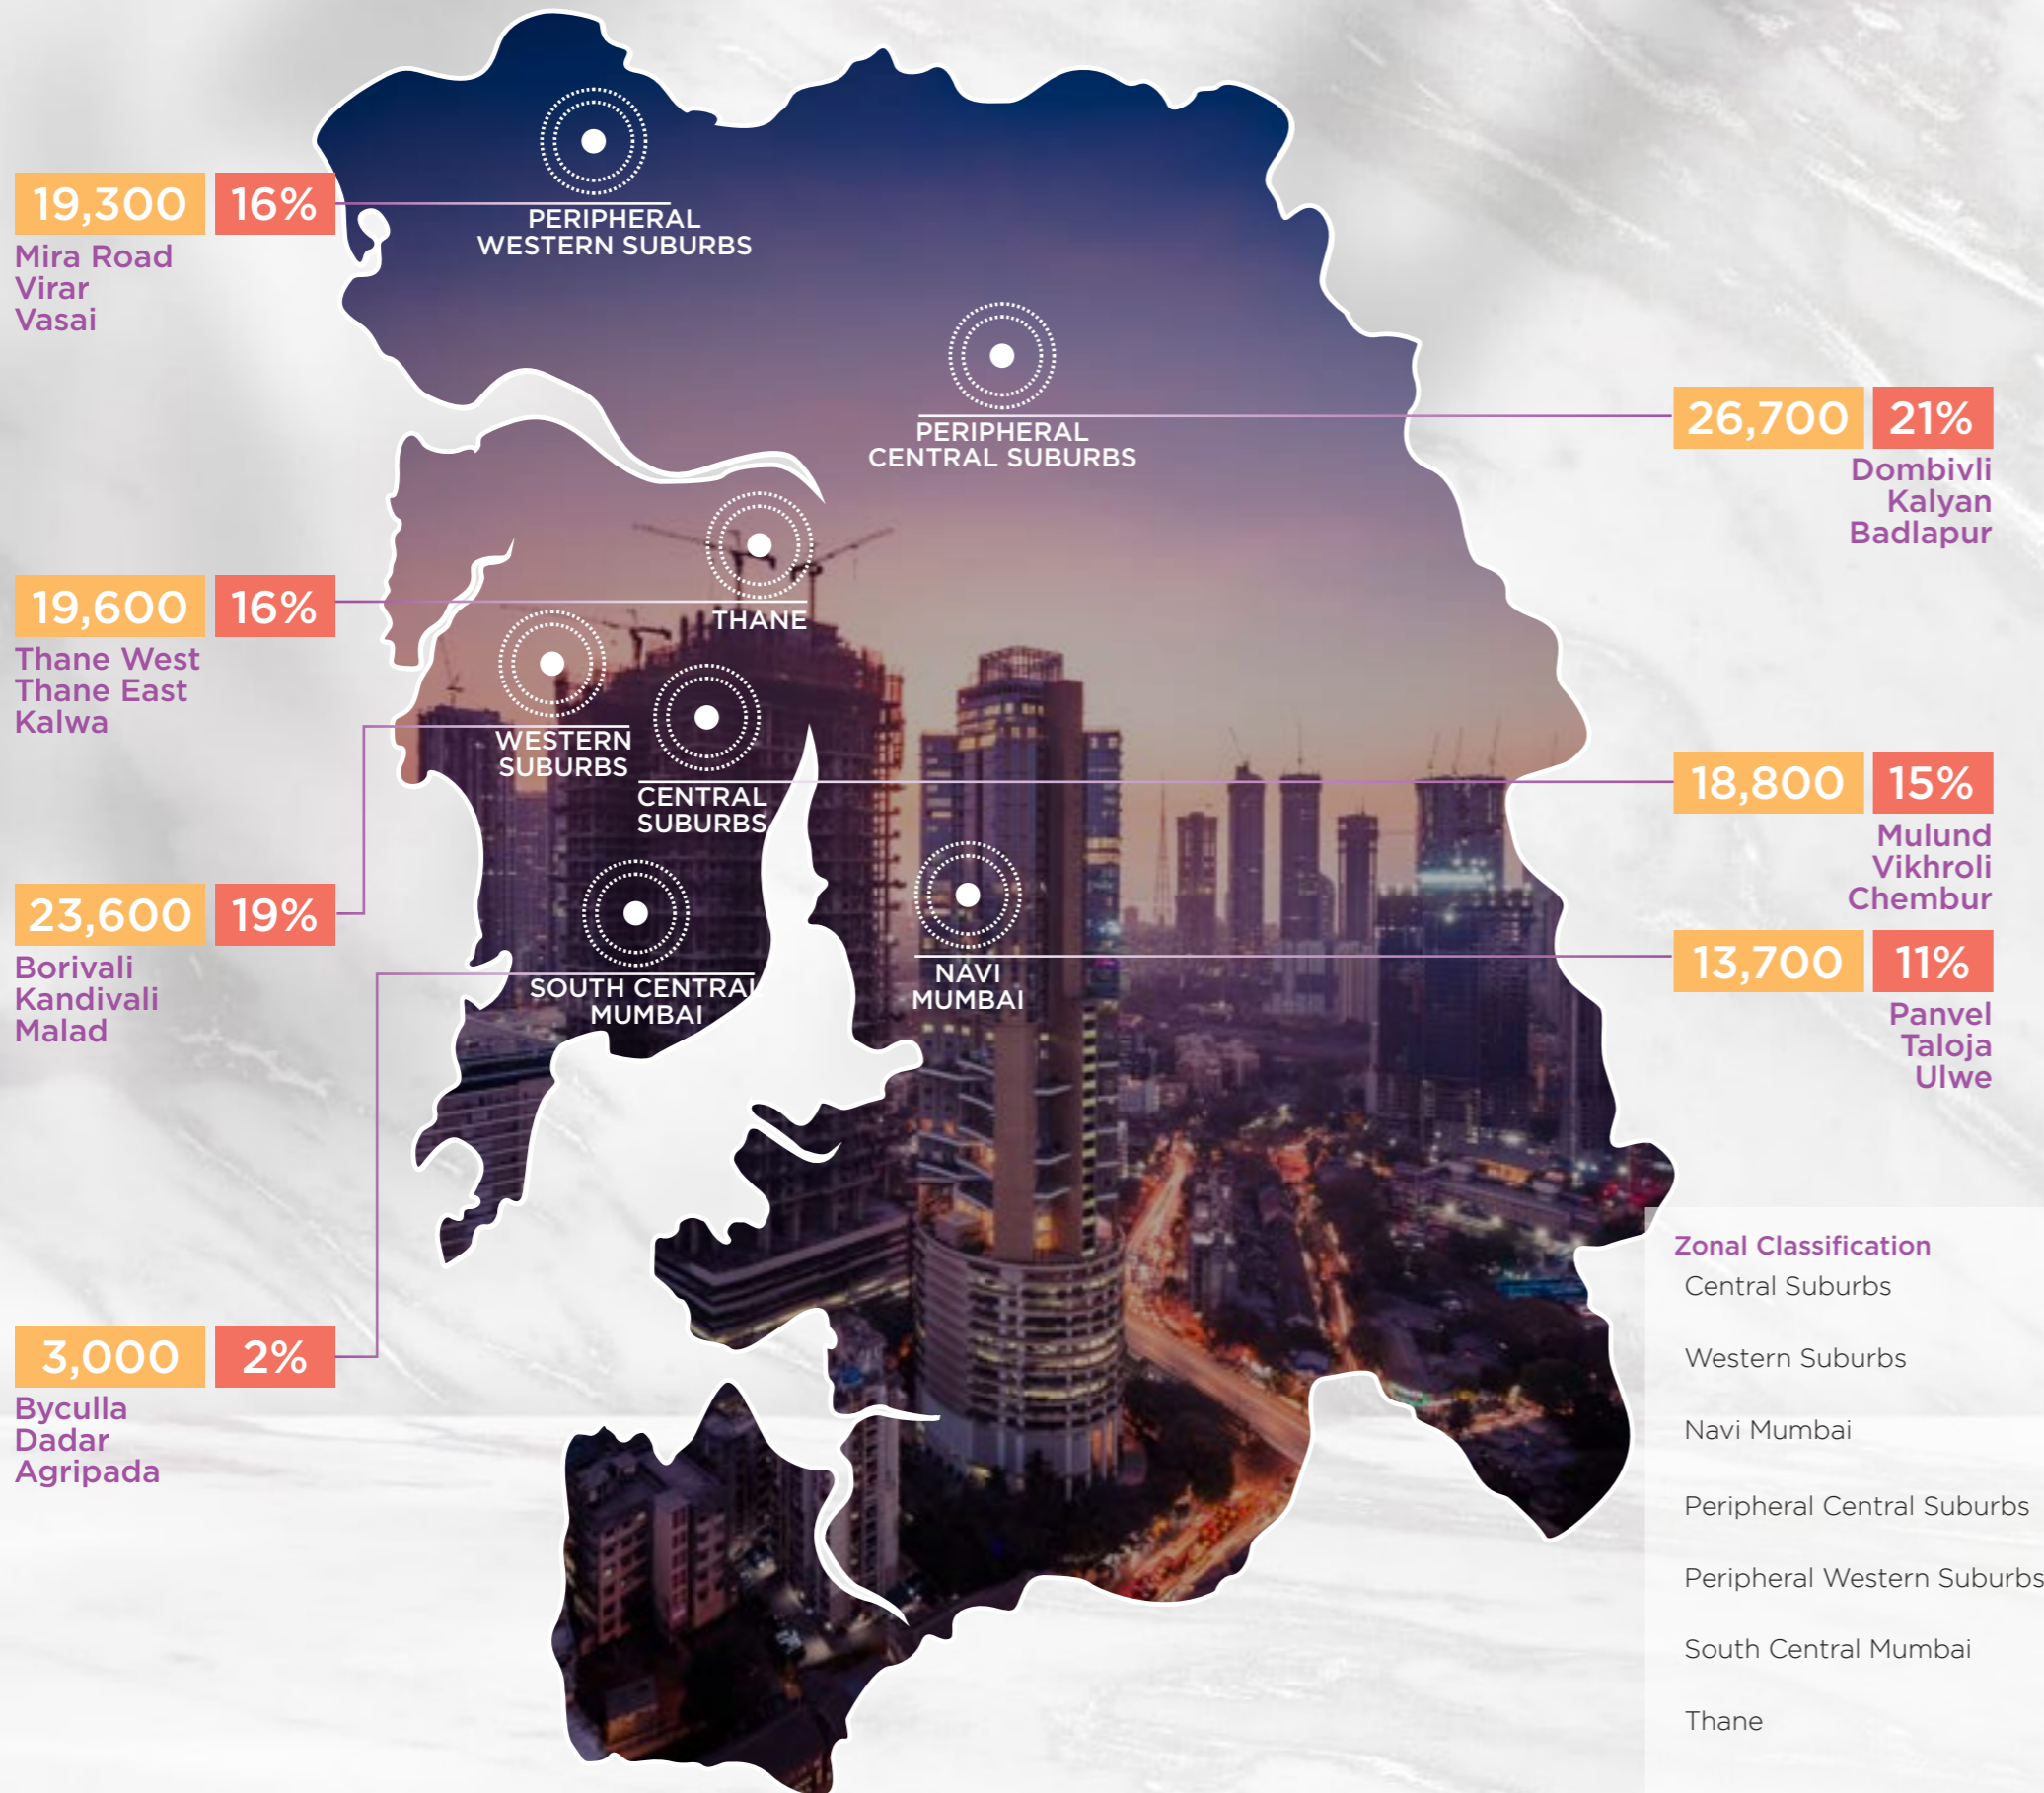 PERIPHERAL
WESTERN SUBURBS
19,300 16%
Mira Road
Virar
Vasai
PERIPHERAL
CENTRAL SUBURBS
26,700 21%
Dombivli
Kalyan
Badlapur
THANE
19,600 16%
Thane West
Thane East
Kalwa
WESTERN
SUBURBS
23,600 19%
Borivali
Kandivali
Malad
CENTRAL
SUBURBS
18,800 15%
Mulund
Vikhroli
Chembur
NAVI
MUMBAI
13,700 11%
Panvel
Taloja
Ulwe
SOUTH CENTRAL
MUMBAI
3,000 2%
Byculla
Dadar
Agripada
Zonal Classification
Central Suburbs
Western Suburbs
Navi Mumbai
Peripheral Central Suburbs
Peripheral Western Suburbs
South Central Mumbai
Thane